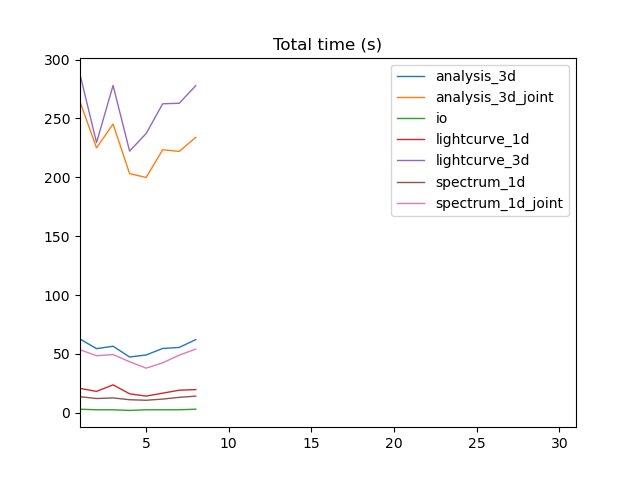 Total time (s)
300
250
200
150
100
50
0
5 10 15 20 25 30
analysis_3d
analysis_3d_joint
io
lightcurve_1d
lightcurve_3d
spectrum_1d
spectrum_1d_joint